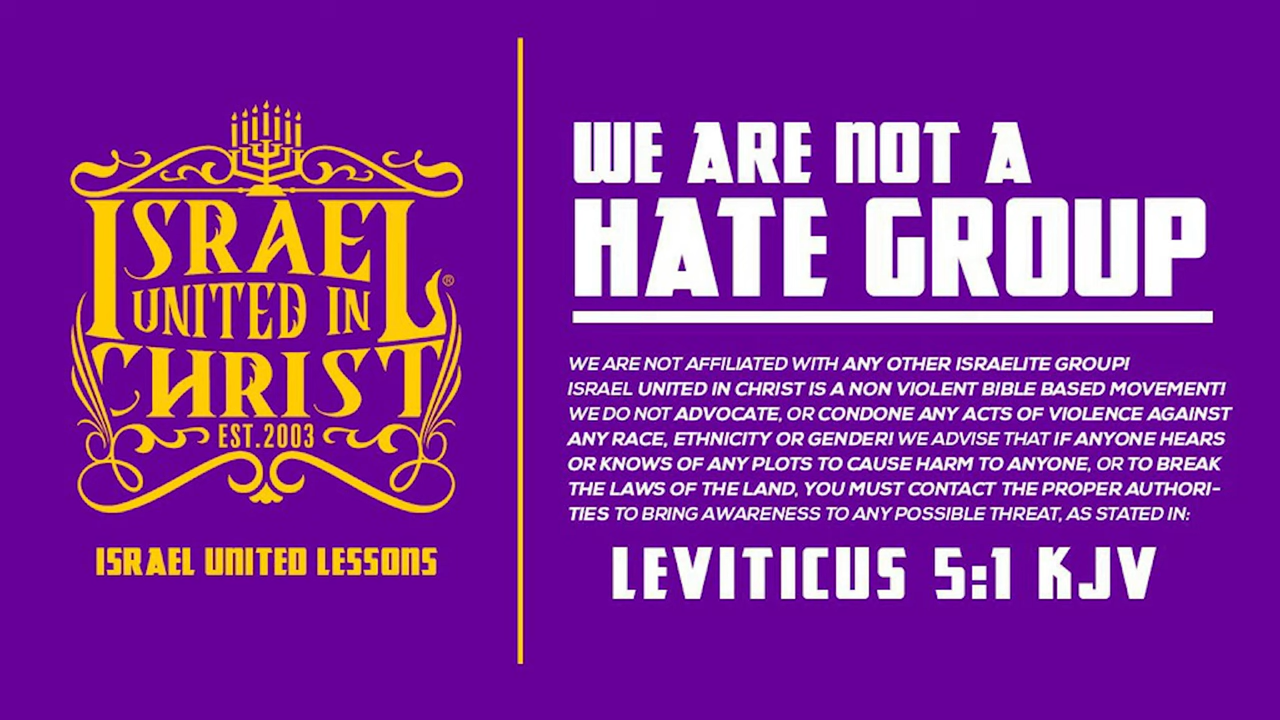 ISRAEL
UNITED IN
CHRIST
EST.2003
®
ISRAEL UNITED LESSONS
WE ARE NOT A
HATE GROUP
WE ARE NOT AFFILIATED WITH ANY OTHER ISRAELITE GROUP!
ISRAEL UNITED IN CHRIST IS A NON VIOLENT BIBLE BASED MOVEMENT!
WE DO NOT ADVOCATE, OR CONDONE ANY ACTS OF VIOLENCE AGAINST
ANY RACE, ETHNICITY OR GENDER! WE ADVISE THAT IF ANYONE HEARS
OR KNOWS OF ANY PLOTS TO CAUSE HARM TO ANYONE, OR TO BREAK
THE LAWS OF THE LAND, YOU MUST CONTACT THE PROPER AUTHORI-
TIES TO BRING AWARENESS TO ANY POSSIBLE THREAT, AS STATED IN:
LEVITICUS 5:1 KJV